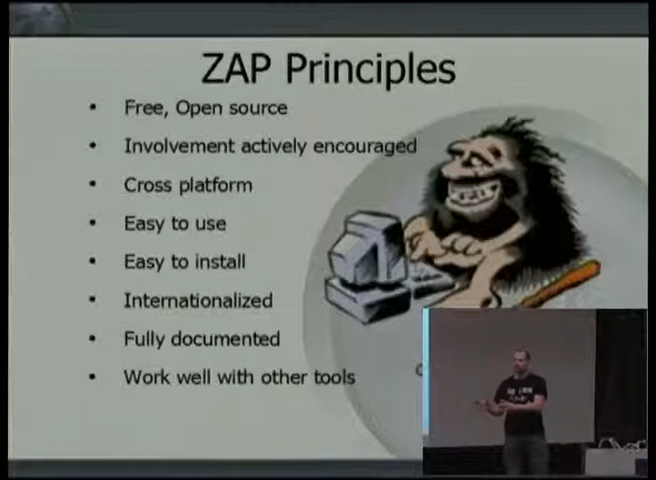 ZAP Principles
• Free, Open source
• Involvement actively encouraged
• Cross platform
• Easy to use
• Easy to install
• Internationalized
• Fully documented
• Work well with other tools